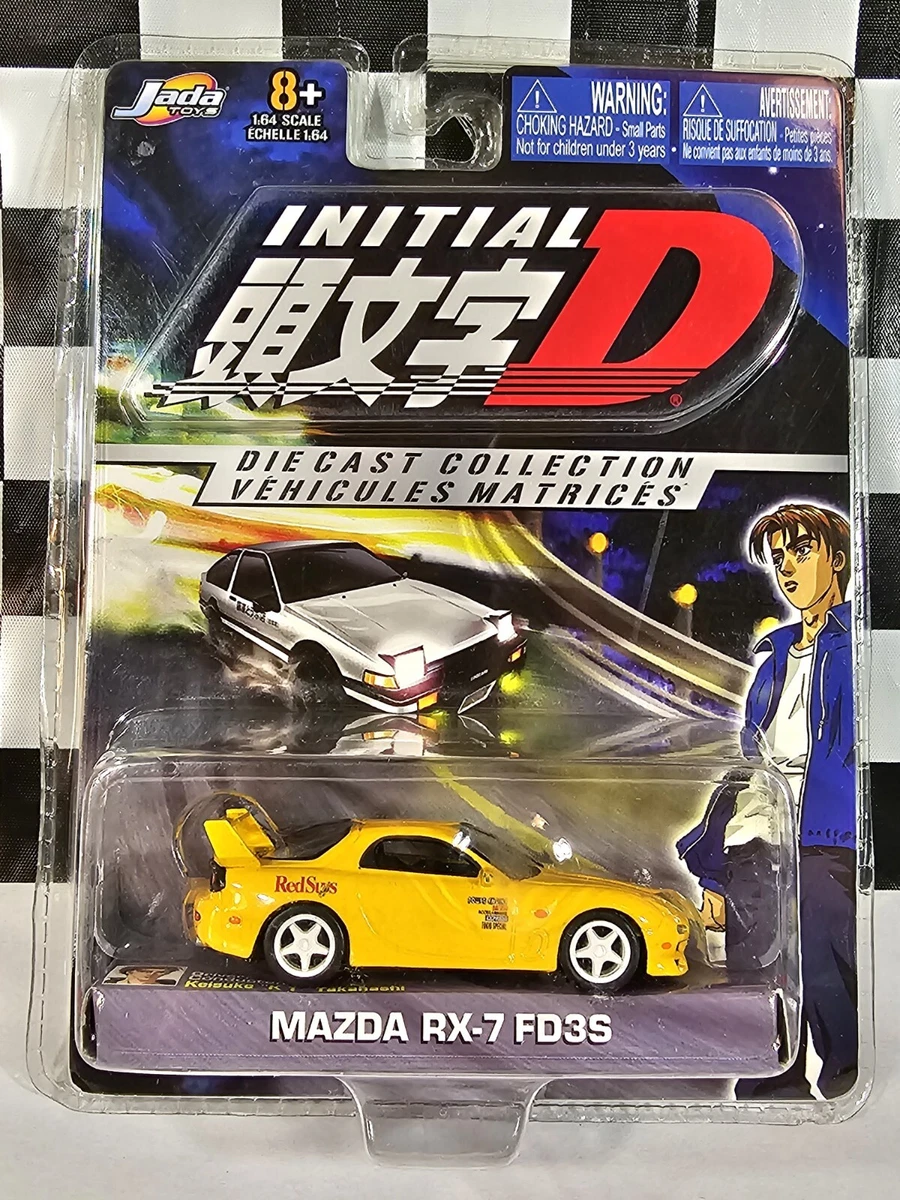 Jada
TOYS
8+
1:64 SCALE
ÉCHELLE 1:64
WARNING:
CHOKING HAZARD - Small Parts
Not for children under 3 years
AVERTISSEMENT:
RISQUE DE SUFFOCATION - Petites pièces
Ne convient pas aux enfants de moins de 3 ans.
INITIAL D
頭文字
®
DIE CAST COLLECTION
VÉHICULES MATRICÉS
RedSuns
Keisuke "K.T." Takahashi
MAZDA RX-7 FD3S